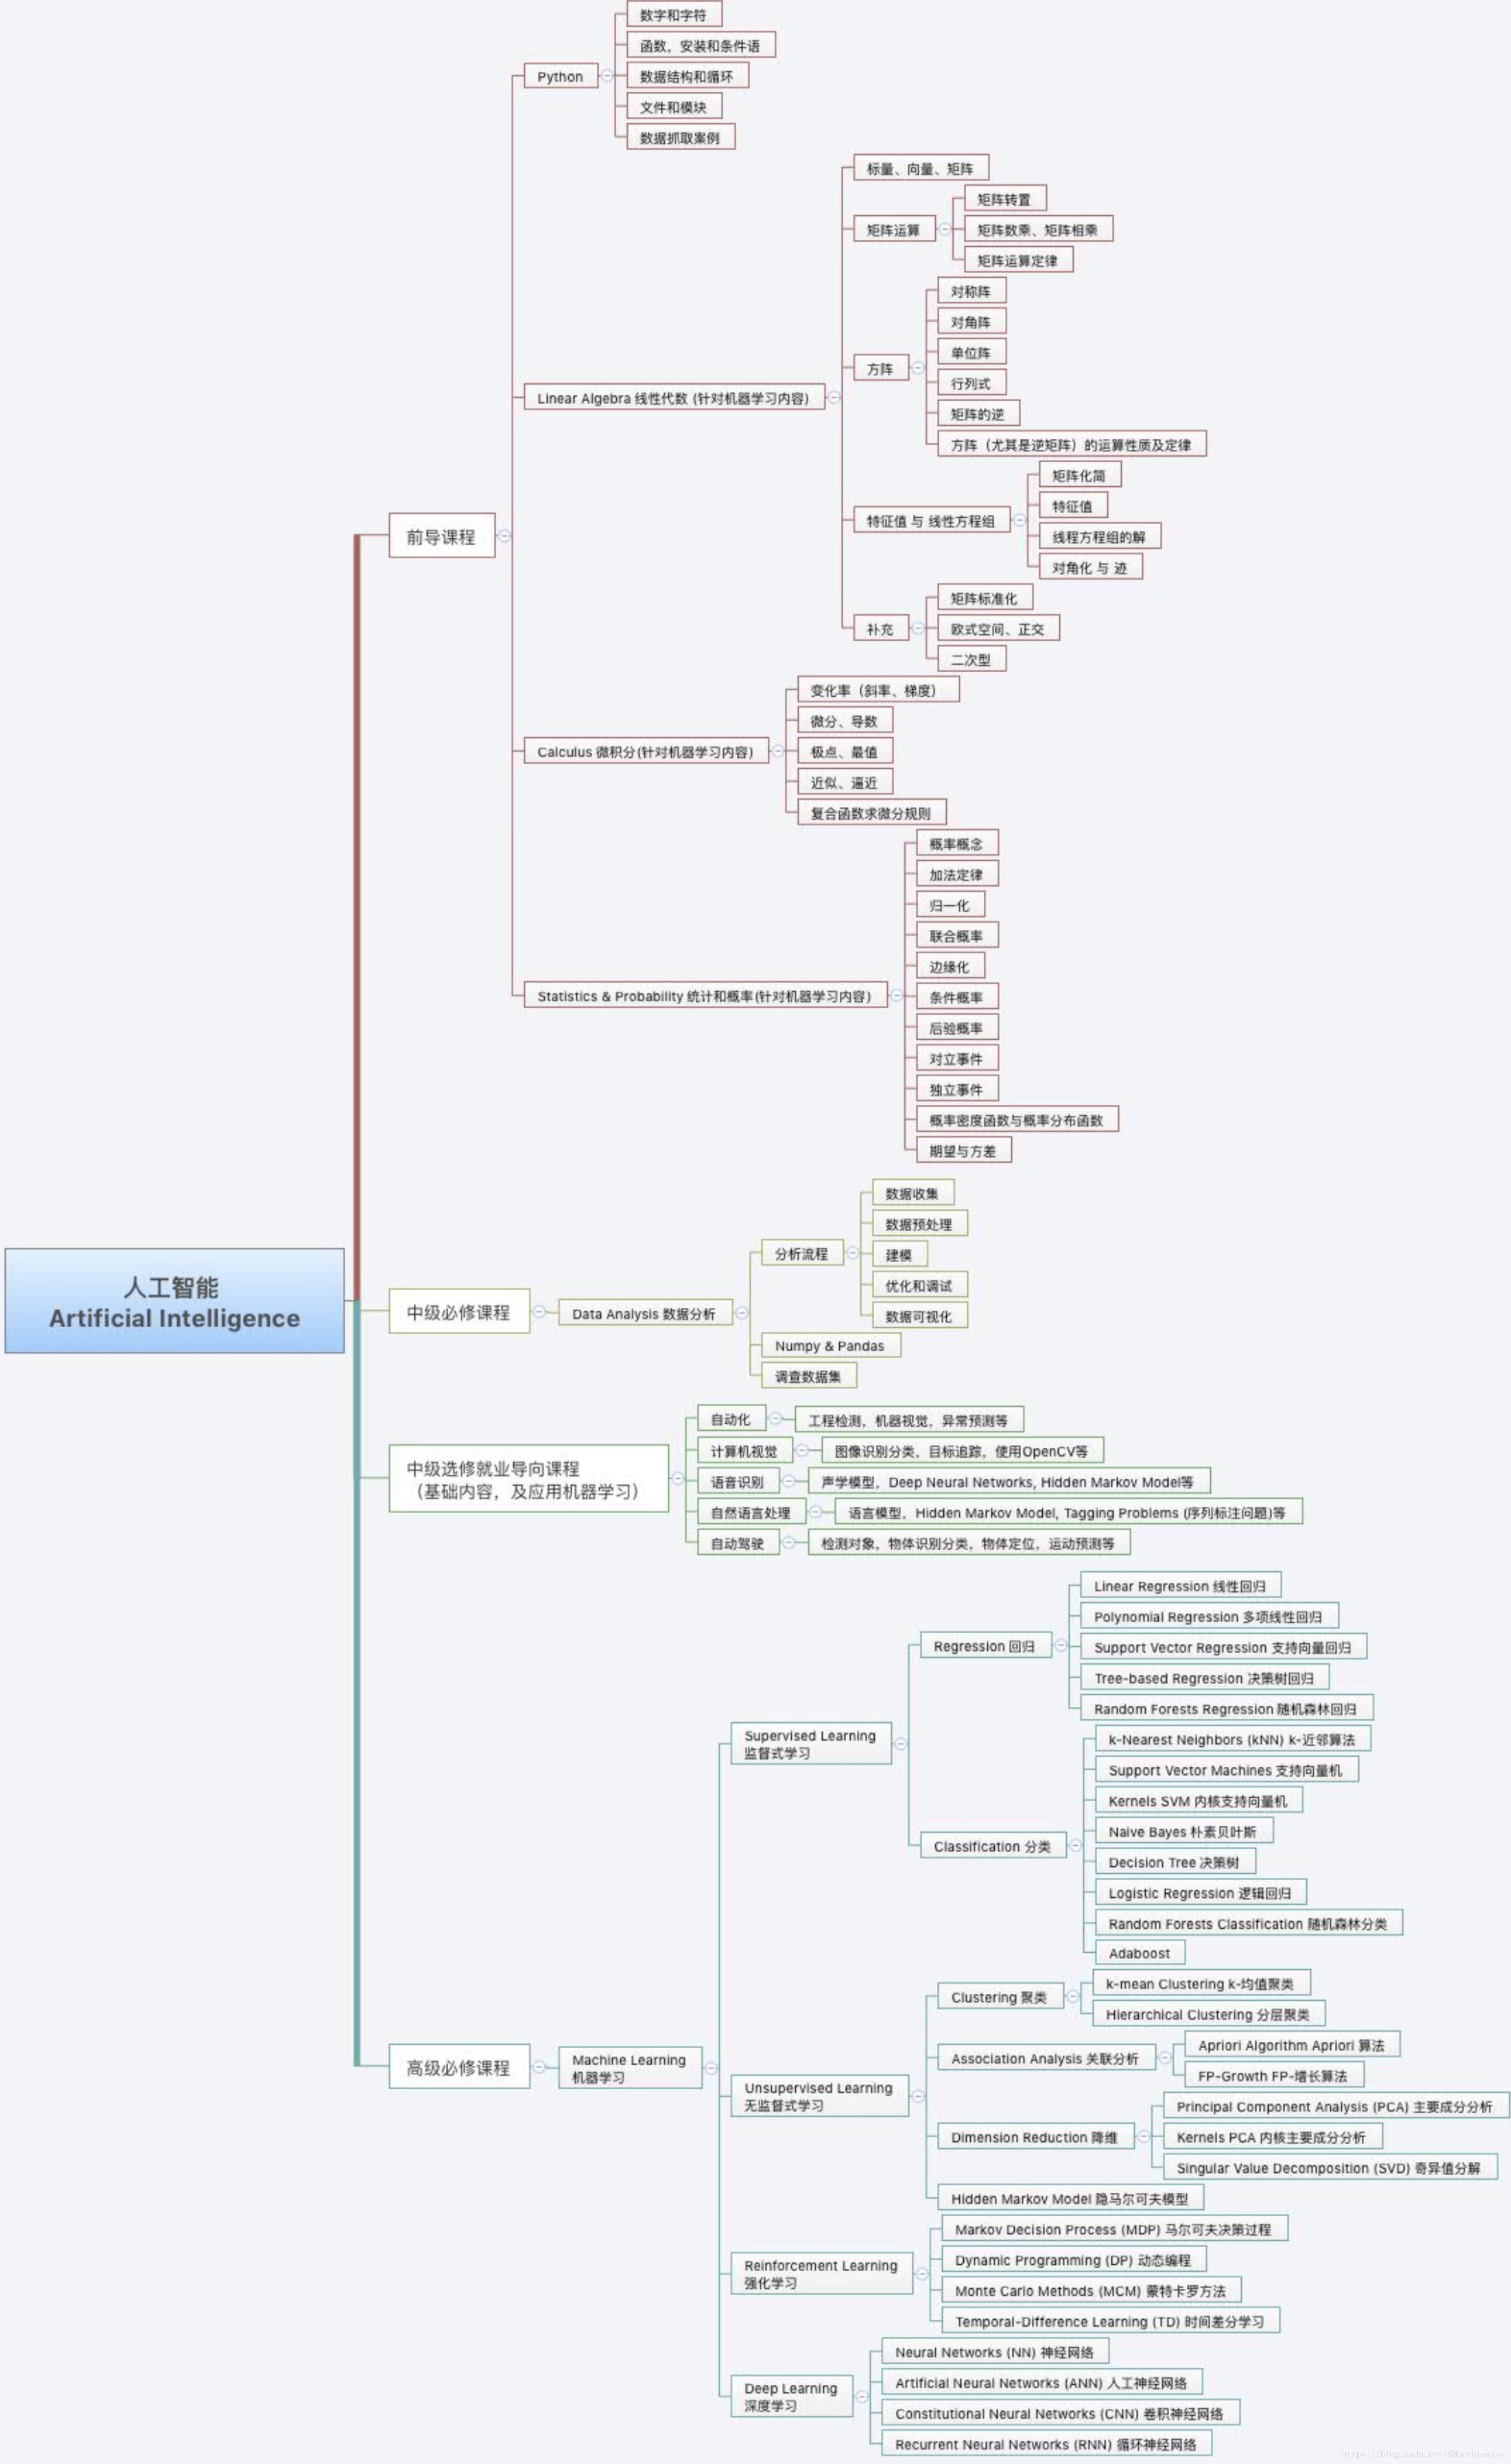 数字和字符
函数，安装和条件语
Python
数据结构和循环
文件和模块
数据抓取案例
标量、向量、矩阵
矩阵转置
矩阵运算
矩阵数乘、矩阵相乘
矩阵运算定律
对称阵
对角阵
单位阵
方阵
行列式
Linear Algebra 线性代数 (针对机器学习内容)
矩阵的逆
方阵（尤其是逆矩阵）的运算性质及定律
矩阵化简
特征值
特征值 与 线性方程组
前导课程
线程方程组的解
对角化 与 迹
矩阵标准化
补充
欧式空间、正交
二次型
变化率（斜率、梯度）
微分、导数
Calculus 微积分(针对机器学习内容)
极点、最值
近似、逼近
复合函数求微分规则
概率概念
加法定律
归一化
联合概率
边缘化
Statistics & Probability 统计和概率(针对机器学习内容)
条件概率
后验概率
对立事件
独立事件
概率密度函数与概率分布函数
期望与方差
数据收集
数据预处理
分析流程
建模
优化和调试
人工智能
Artificial Intelligence
中级必修课程
Data Analysis 数据分析
数据可视化
Numpy & Pandas
调查数据集
自动化
工程检测，机器视觉，异常预测等
计算机视觉
图像识别分类，目标追踪，使用OpenCV等
中级选修就业导向课程
（基础内容，及应用机器学习）
语音识别
声学模型，Deep Neural Networks, Hidden Markov Model等
自然语言处理
语言模型，Hidden Markov Model, Tagging Problems (序列标注问题)等
自动驾驶
检测对象，物体识别分类，物体定位，运动预测等
Linear Regression 线性回归
Polynomial Regression 多项线性回归
Regression 回归
Support Vector Regression 支持向量回归
Tree-based Regression 决策树回归
Random Forests Regression 随机森林回归
Supervised Learning
监督式学习
k-Nearest Neighbors (kNN) k-近邻算法
Support Vector Machines 支持向量机
Kernels SVM 内核支持向量机
Naive Bayes 朴素贝叶斯
Classification 分类
Decision Tree 决策树
Logistic Regression 逻辑回归
Random Forests Classification 随机森林分类
Adaboost
k-mean Clustering k-均值聚类
Clustering 聚类
Hierarchical Clustering 分层聚类
Apriori Algorithm Apriori 算法
Association Analysis 关联分析
FP-Growth FP-增长算法
高级必修课程
Machine Learning
机器学习
Unsupervised Learning
无监督式学习
Principal Component Analysis (PCA) 主要成分分析
Dimension Reduction 降维
Kernels PCA 内核主要成分分析
Singular Value Decomposition (SVD) 奇异值分解
Hidden Markov Model 隐马尔可夫模型
Markov Decision Process (MDP) 马尔可夫决策过程
Dynamic Programming (DP) 动态编程
Reinforcement Learning
强化学习
Monte Carlo Methods (MCM) 蒙特卡罗方法
Temporal-Difference Learning (TD) 时间差分学习
Neural Networks (NN) 神经网络
Artificial Neural Networks (ANN) 人工神经网络
Deep Learning
深度学习
Constitutional Neural Networks (CNN) 卷积神经网络
Recurrent Neural Networks (RNN) 循环神经网络